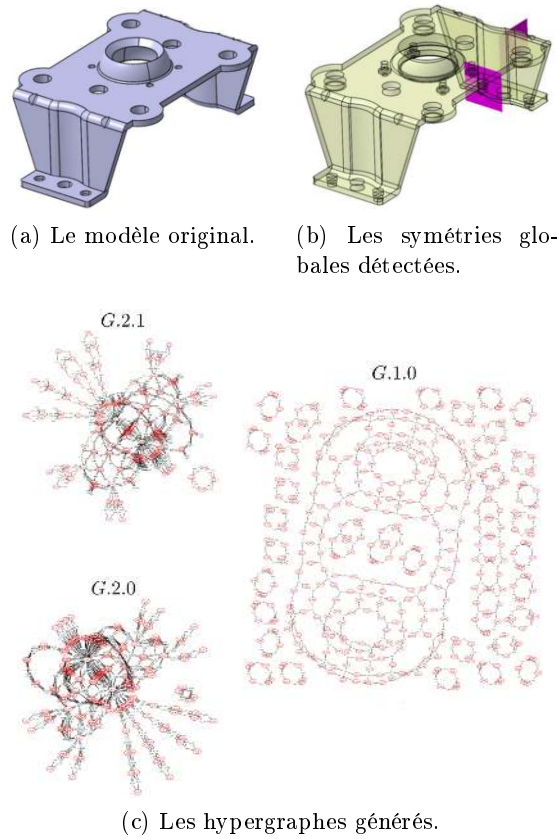 (a) Le modèle original.
(b) Les symétries glo-
bales détectées.
G.2.1
G.1.0
G.2.0
(c) Les hypergraphes générés.